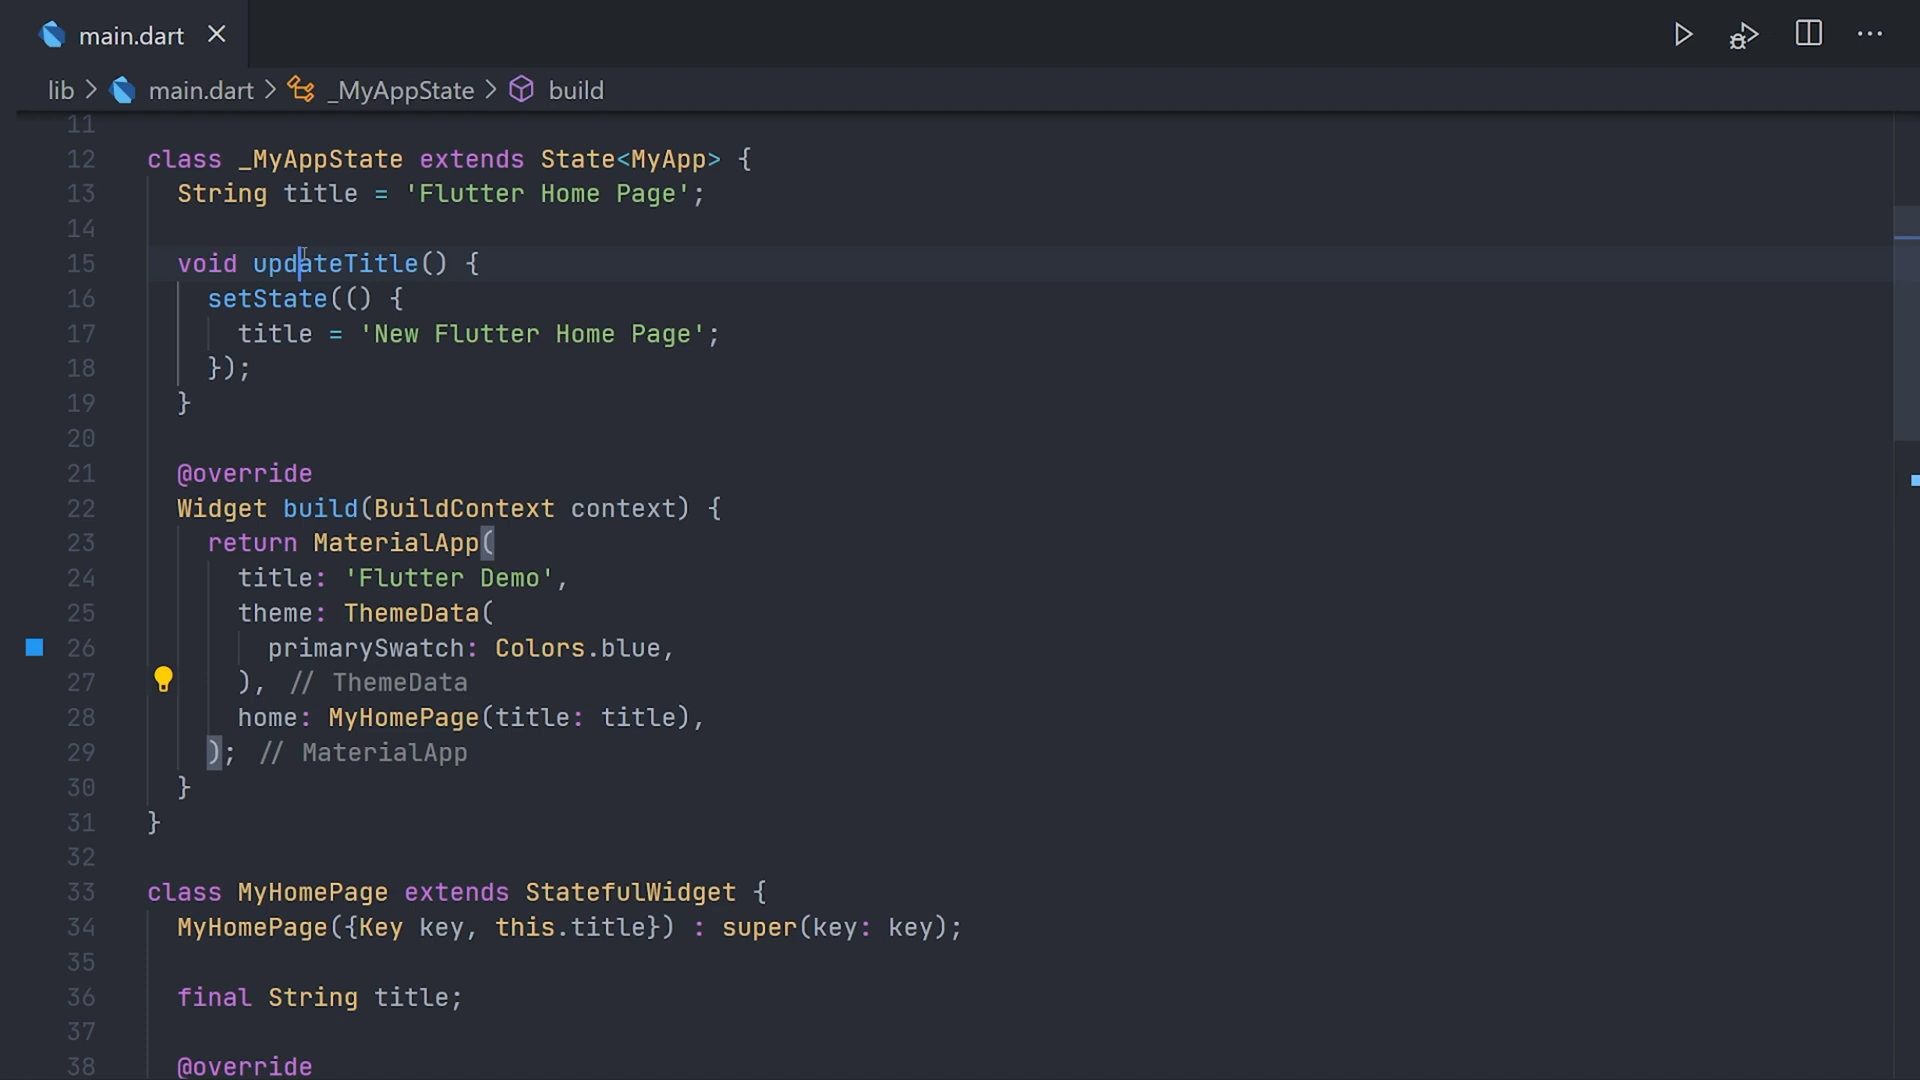 main.dart
lib > main.dart > _MyAppState > build
11
12 class _MyAppState extends State<MyApp> {
13 String title = 'Flutter Home Page';
14
15 void updateTitle() {
16 setState(() {
17 title = 'New Flutter Home Page';
18 });
19 }
20
21 @override
22 Widget build(BuildContext context) {
23 return MaterialApp(
24 title: 'Flutter Demo',
25 theme: ThemeData(
26 primarySwatch: Colors.blue,
27 ), // ThemeData
28 home: MyHomePage(title: title),
29 ); // MaterialApp
30 }
31 }
32
33 class MyHomePage extends StatefulWidget {
34 MyHomePage({Key key, this.title}) : super(key: key);
35
36 final String title;
37
38 @override